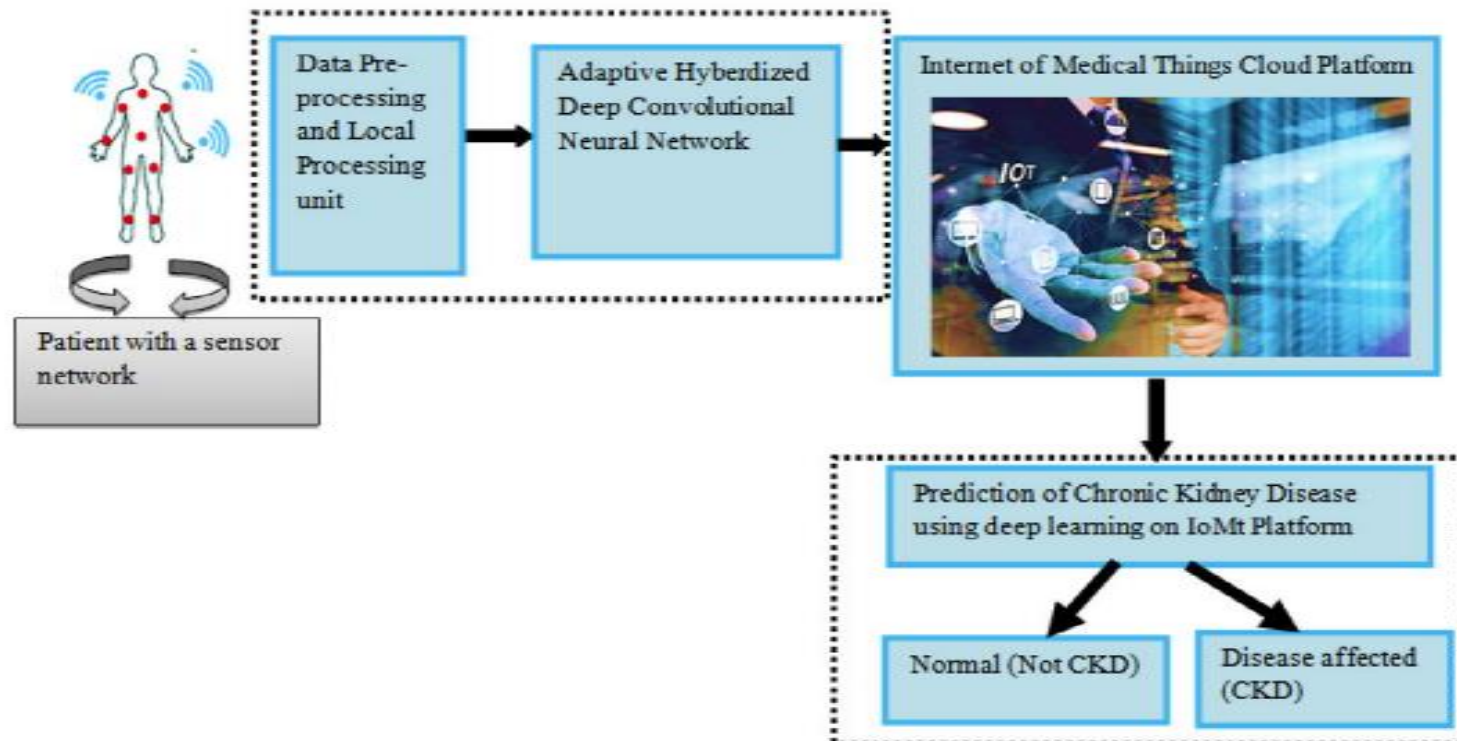 Data Pre-
processing
and Local
Processing
unit
Adaptive Hyberdized
Deep Convolutional
Neural Network
Internet of Medical Things Cloud Platform
IOT
Patient with a sensor
network
Prediction of Chronic Kidney Disease
using deep learning on IoMt Platform
Normal (Not CKD)
Disease affected
(CKD)